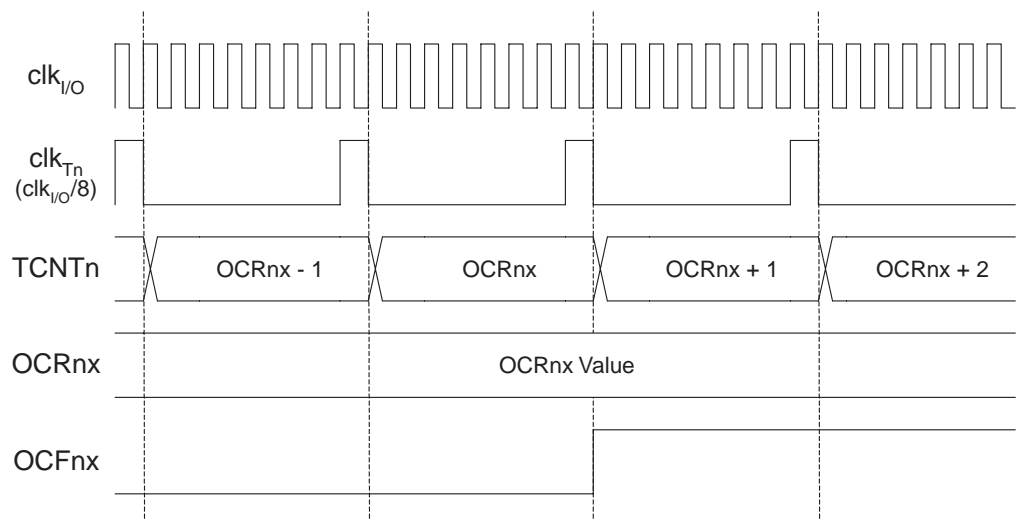 clkI/O
clkTn
(clkI/O/8)
TCNTn
OCRnx - 1
OCRnx
OCRnx + 1
OCRnx + 2
OCRnx
OCRnx Value
OCFnx